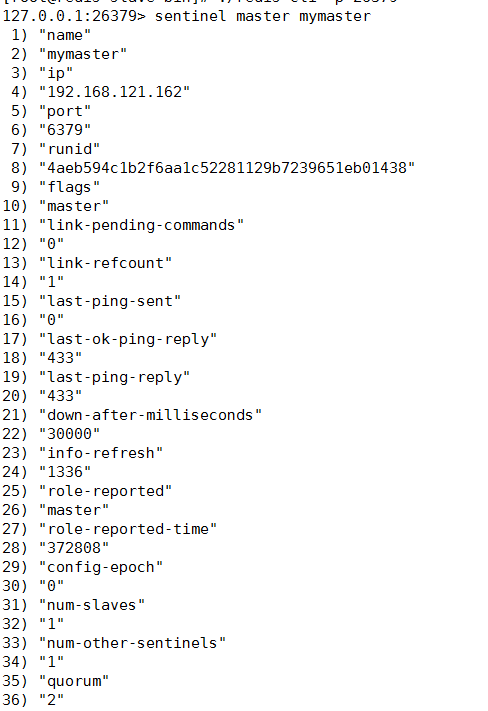 127.0.0.1:26379> sentinel master mymaster
1) "name"
2) "mymaster"
3) "ip"
4) "192.168.121.162"
5) "port"
6) "6379"
7) "runid"
8) "4aeb594c1b2f6aa1c52281129b7239651eb01438"
9) "flags"
10) "master"
11) "link-pending-commands"
12) "0"
13) "link-refcount"
14) "1"
15) "last-ping-sent"
16) "0"
17) "last-ok-ping-reply"
18) "433"
19) "last-ping-reply"
20) "433"
21) "down-after-milliseconds"
22) "30000"
23) "info-refresh"
24) "1336"
25) "role-reported"
26) "master"
27) "role-reported-time"
28) "372808"
29) "config-epoch"
30) "0"
31) "num-slaves"
32) "1"
33) "num-other-sentinels"
34) "1"
35) "quorum"
36) "2"